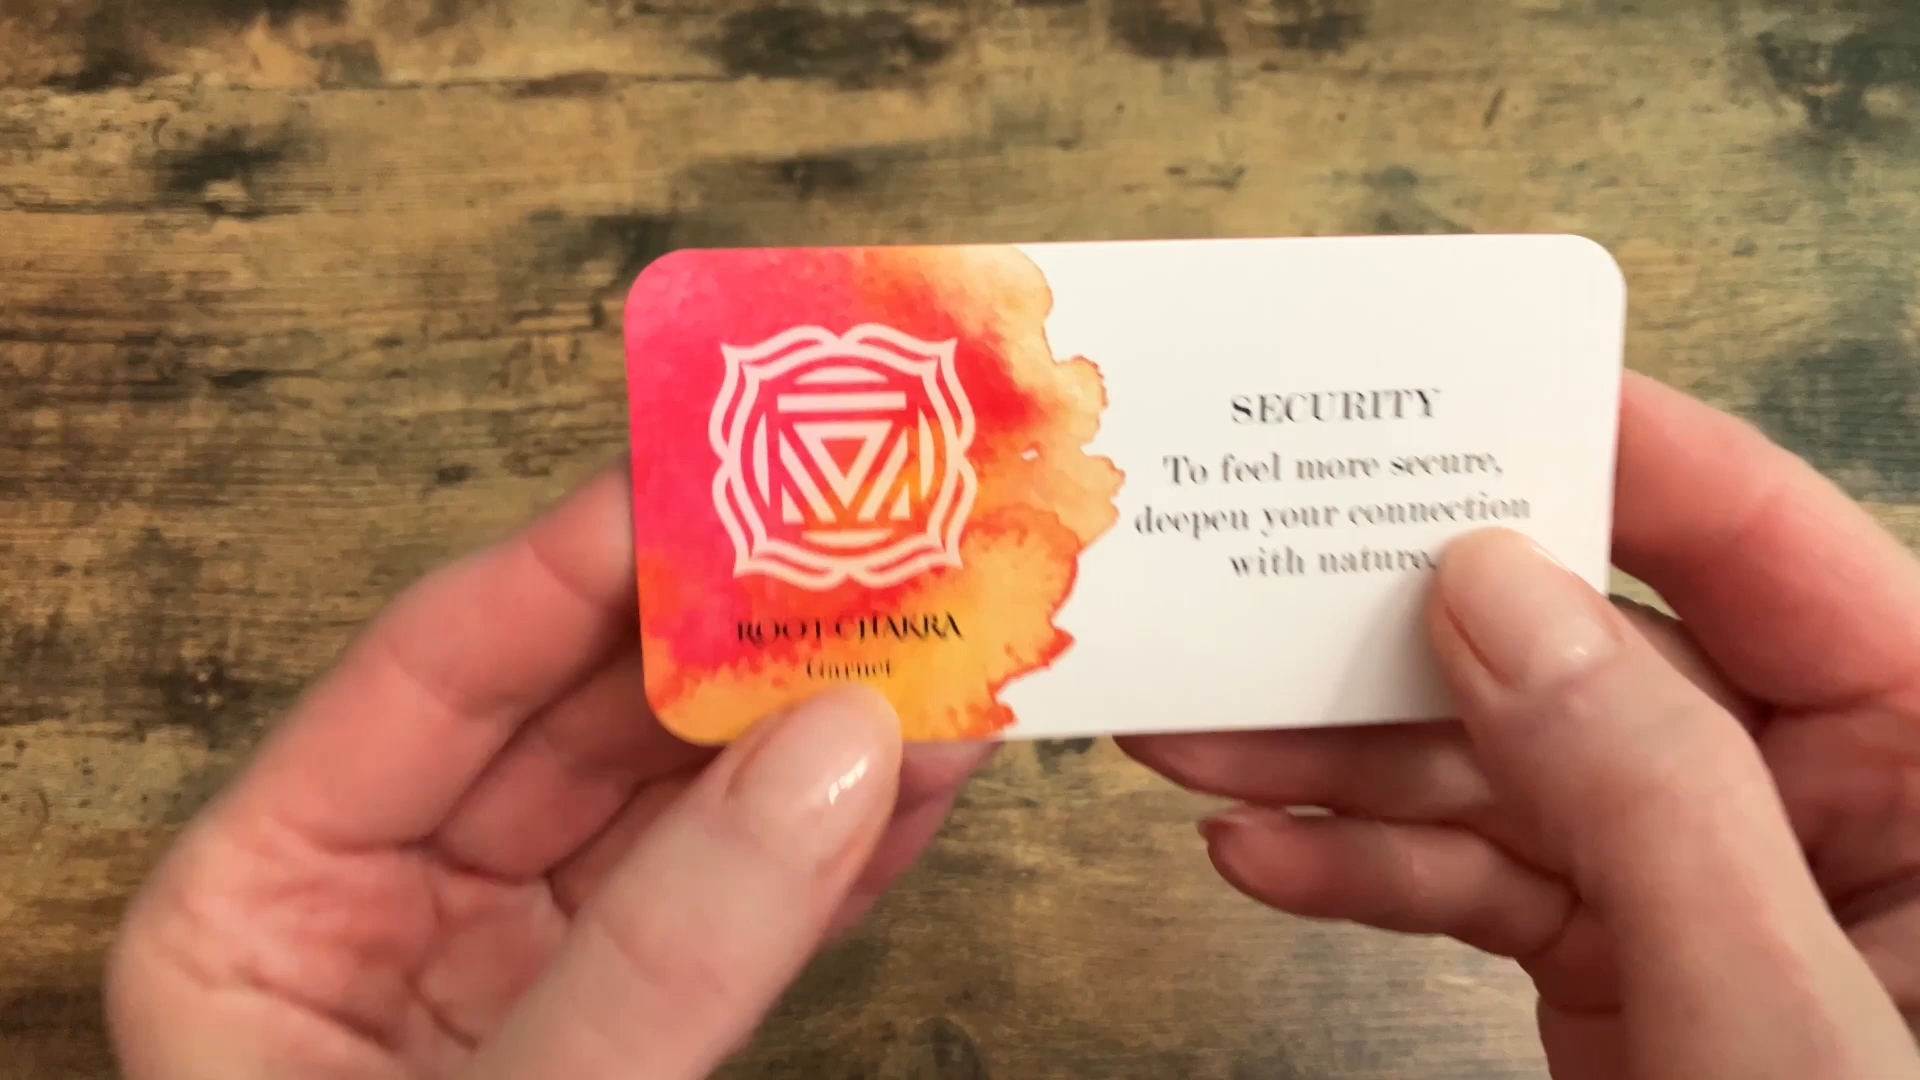 ROOT CHAKRA
Garnet
SECURITY
To feel more secure,
deepen your connection
with nature.